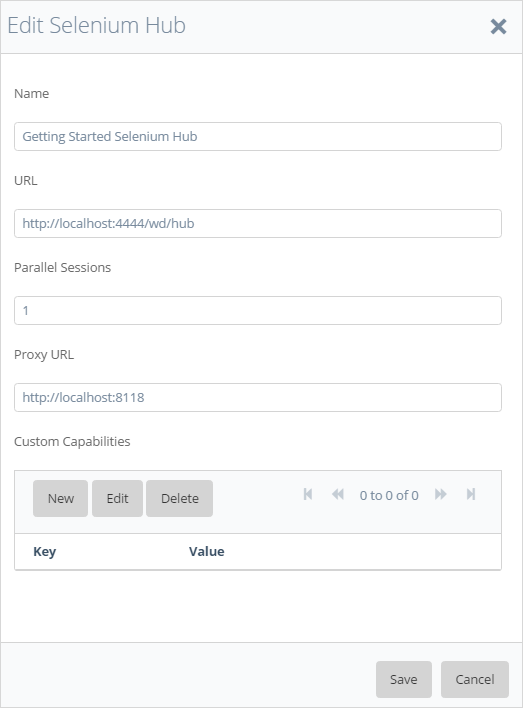 Edit Selenium Hub
Name
Getting Started Selenium Hub
URL
http://localhost:4444/wd/hub
Parallel Sessions
1
Proxy URL
http://localhost:8118
Custom Capabilities
New Edit Delete 0 to 0 of 0
Key Value
Save Cancel